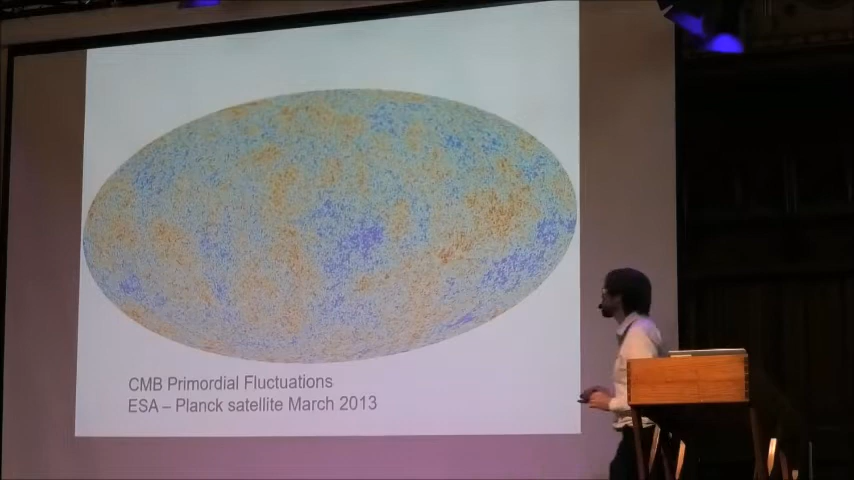 CMB Primordial Fluctuations
ESA – Planck satellite March 2013